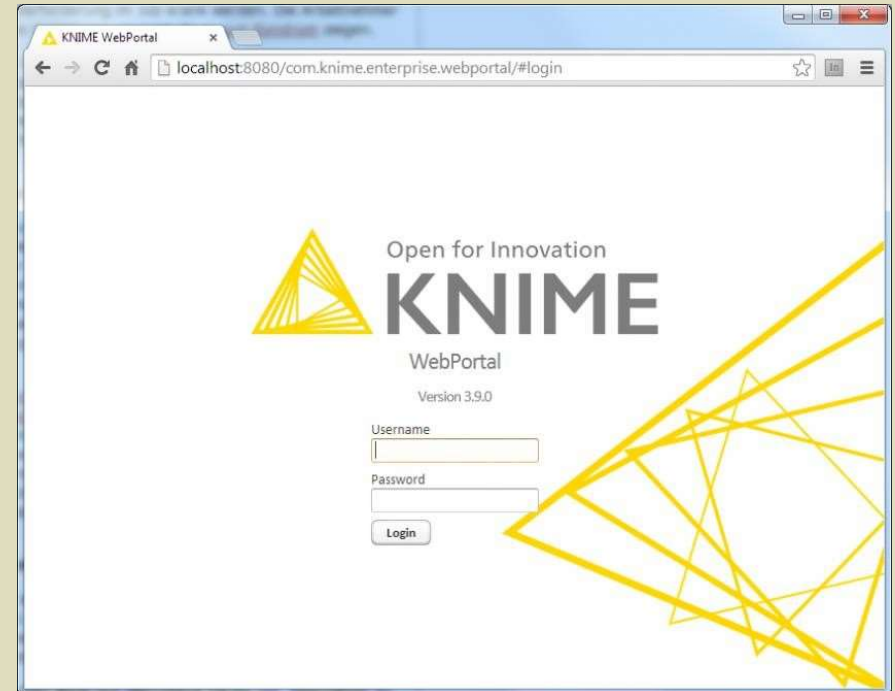 KNIME WebPortal
localhost:8080/com.knime.enterprise.webportal/#login
Open for Innovation
KNIME
WebPortal
Version 3.9.0
Username
Password
Login